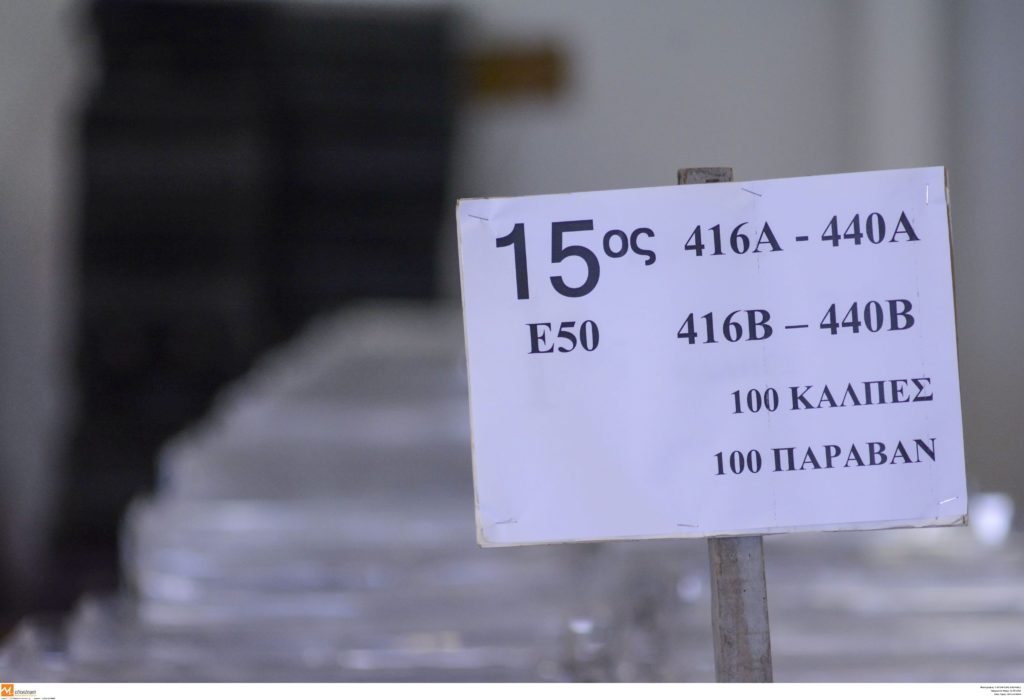 15ος 416Α - 440Α
Ε50 416Β – 440Β
100 ΚΑΛΠΕΣ
100 ΠΑΡΑΒΑΝ